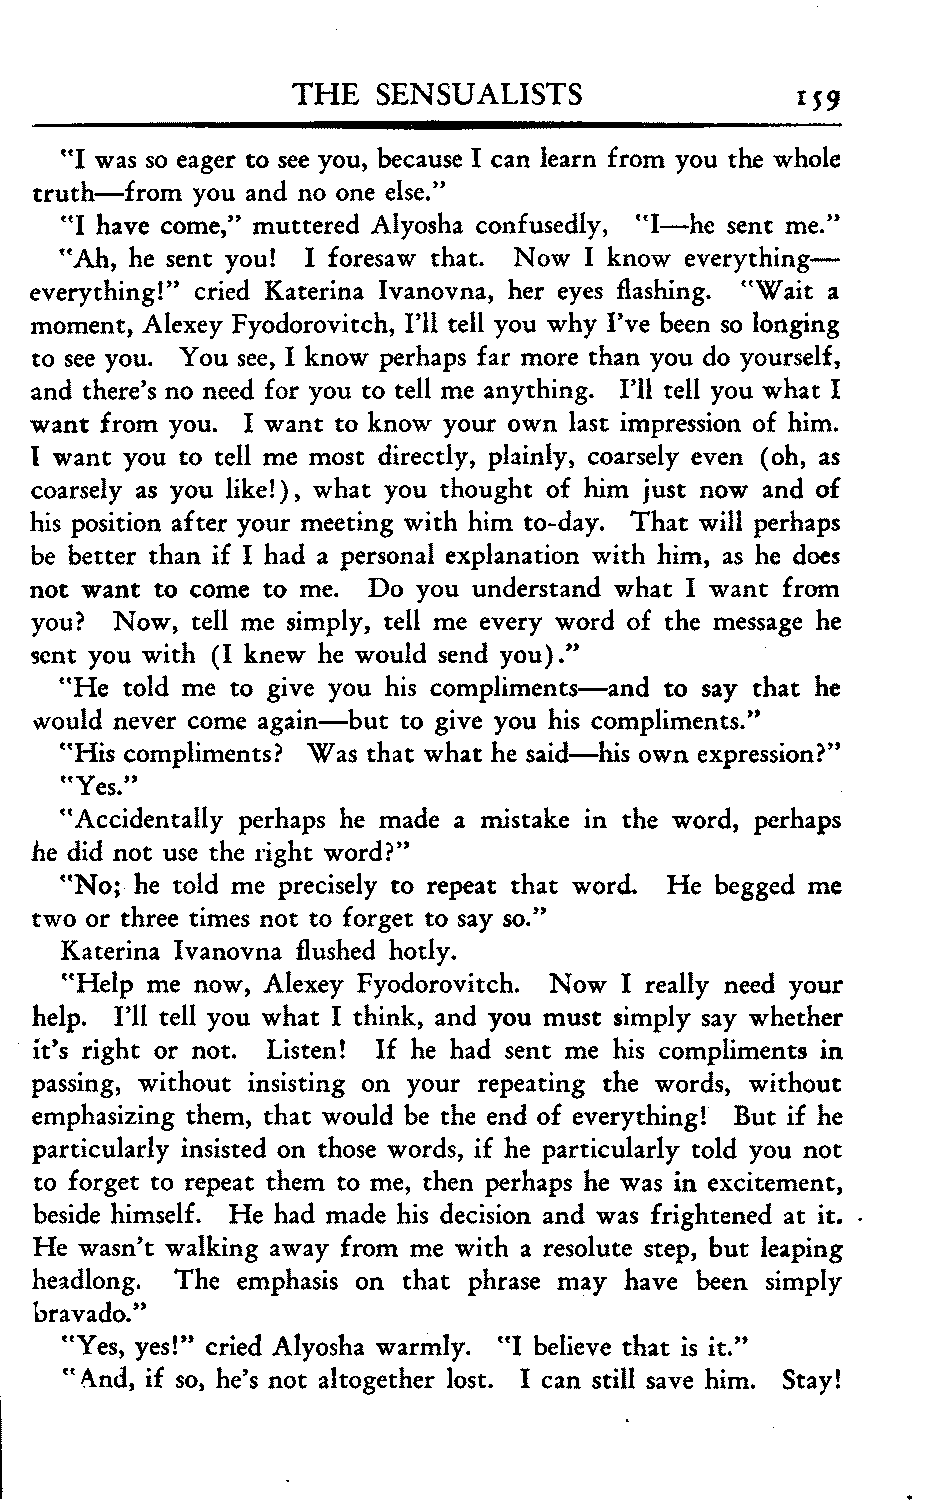 THE SENSUALISTS 159
"I was so eager to see you, because I can learn from you the whole
truth—from you and no one else."
"I have come," muttered Alyosha confusedly, "I—he sent me."
"Ah, he sent you! I foresaw that. Now I know everything—
everything!" cried Katerina Ivanovna, her eyes flashing. "Wait a
moment, Alexey Fyodorovitch, I'll tell you why I've been so longing
to see you. You see, I know perhaps far more than you do yourself,
and there's no need for you to tell me anything. I'll tell you what I
want from you. I want to know your own last impression of him.
I want you to tell me most directly, plainly, coarsely even (oh, as
coarsely as you like!), what you thought of him just now and of
his position after your meeting with him to-day. That will perhaps
be better than if I had a personal explanation with him, as he does
not want to come to me. Do you understand what I want from
you? Now, tell me simply, tell me every word of the message he
sent you with (I knew he would send you)."
"He told me to give you his compliments—and to say that he
would never come again—but to give you his compliments."
"His compliments? Was that what he said—his own expression?"
"Yes."
"Accidentally perhaps he made a mistake in the word, perhaps
he did not use the right word?"
"No; he told me precisely to repeat that word. He begged me
two or three times not to forget to say so."
Katerina Ivanovna flushed hotly.
"Help me now, Alexey Fyodorovitch. Now I really need your
help. I'll tell you what I think, and you must simply say whether
it's right or not. Listen! If he had sent me his compliments in
passing, without insisting on your repeating the words, without
emphasizing them, that would be the end of everything! But if he
particularly insisted on those words, if he particularly told you not
to forget to repeat them to me, then perhaps he was in excitement,
beside himself. He had made his decision and was frightened at it.
He wasn't walking away from me with a resolute step, but leaping
headlong. The emphasis on that phrase may have been simply
bravado."
"Yes, yes!" cried Alyosha warmly. "I believe that is it."
"And, if so, he's not altogether lost. I can still save him. Stay!